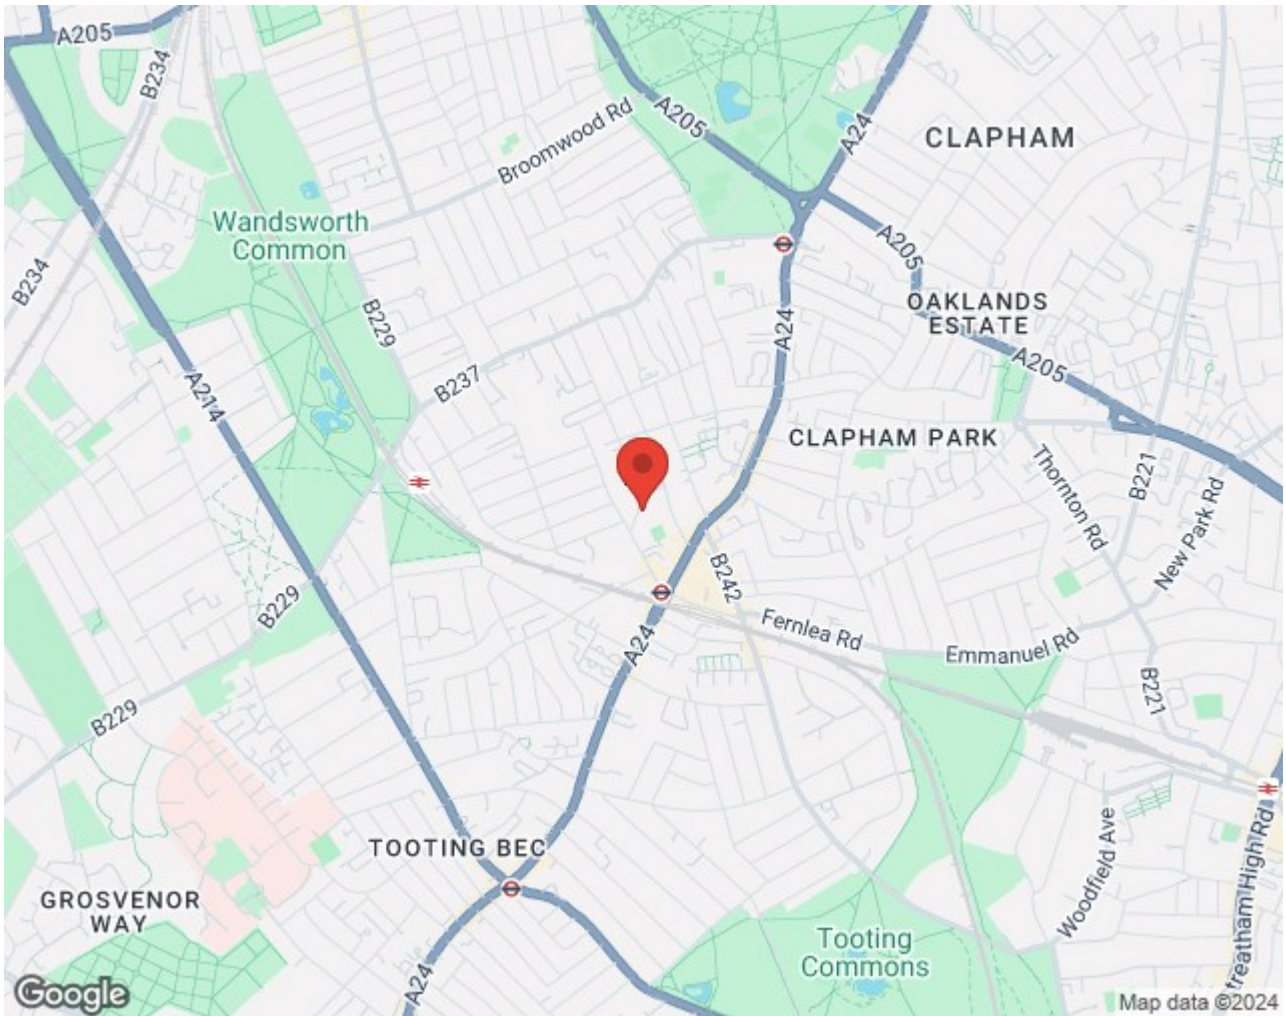 A205
B234
Broomwood Rd
A205
A24
CLAPHAM
Wandsworth
Common
A205
B234
B229
OAKLANDS
ESTATE
A24
A205
B237
A214
CLAPHAM PARK
Thornton Rd
B221
New Park Rd
B242
B229
Fernlea Rd
Emmanuel Rd
A24
B221
B229
TOOTING BEC
Woodfield Ave
treatham High Rd
GROSVENOR
WAY
Tooting
Commons
A24
Google
Map data ©2024